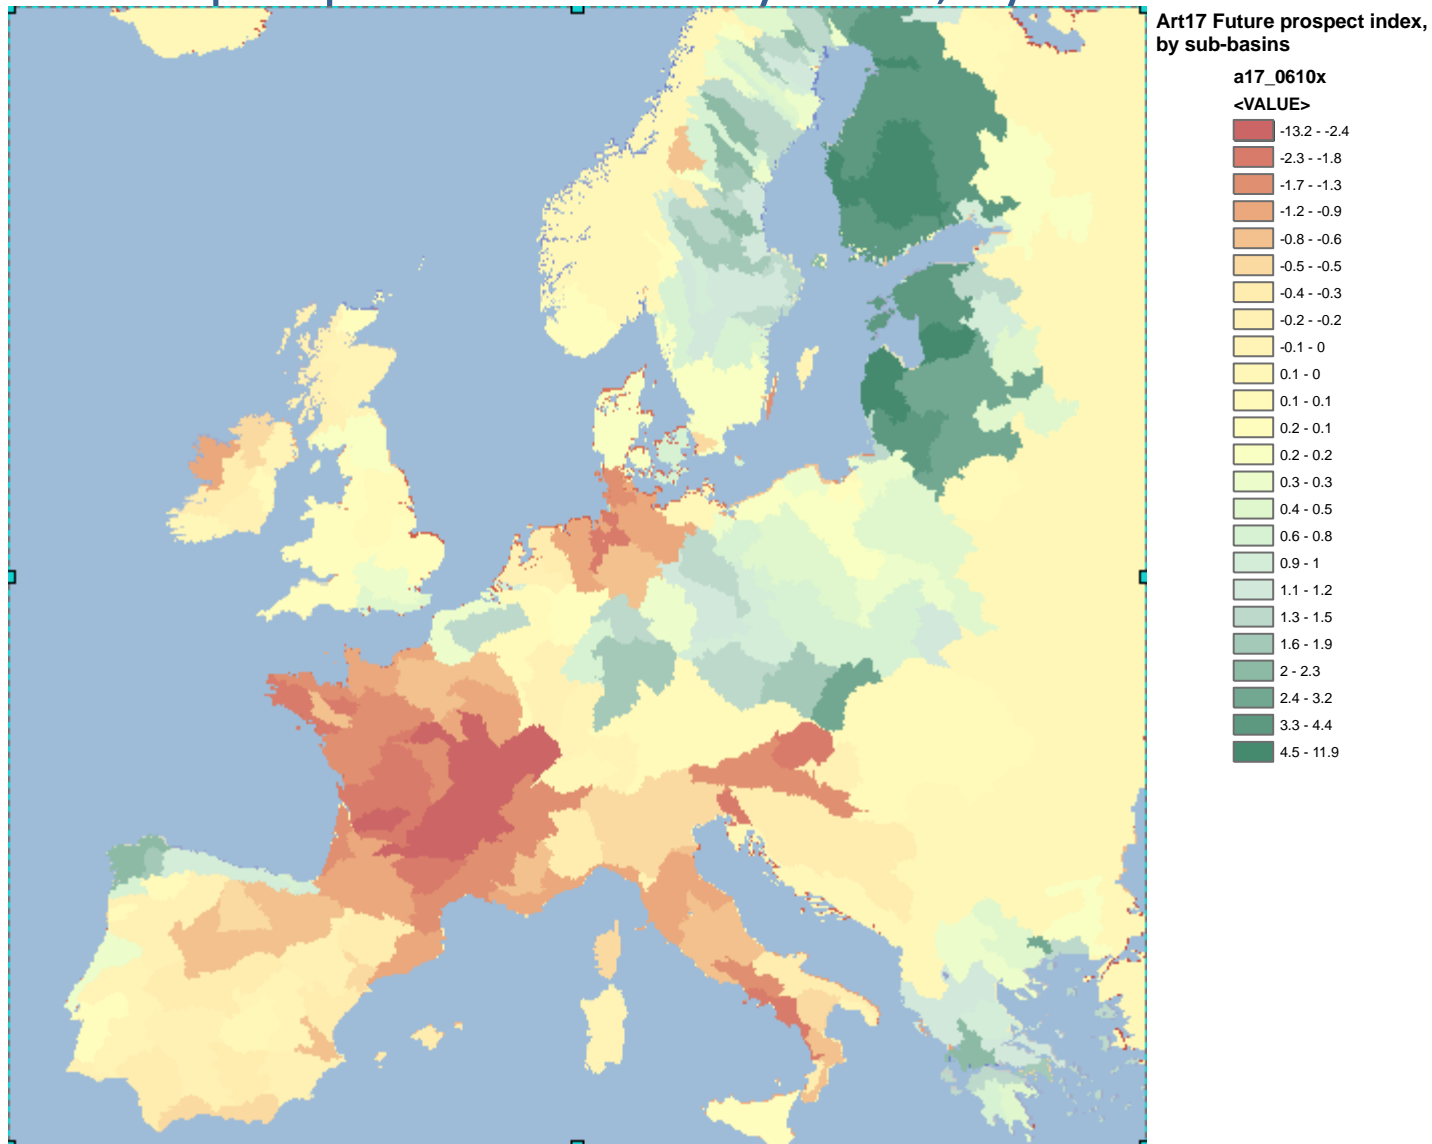 Art17 Future prospect index,
by sub-basins
a17_0610x
<VALUE>
-13.2 - -2.4
-2.3 - -1.8
-1.7 - -1.3
-1.2 - -0.9
-0.8 - -0.6
-0.5 - -0.5
-0.4 - -0.3
-0.2 - -0.2
-0.1 - 0
0.1 - 0
0.1 - 0.1
0.2 - 0.1
0.2 - 0.2
0.3 - 0.3
0.4 - 0.5
0.6 - 0.8
0.9 - 1
1.1 - 1.2
1.3 - 1.5
1.6 - 1.9
2 - 2.3
2.4 - 3.2
3.3 - 4.4
4.5 - 11.9